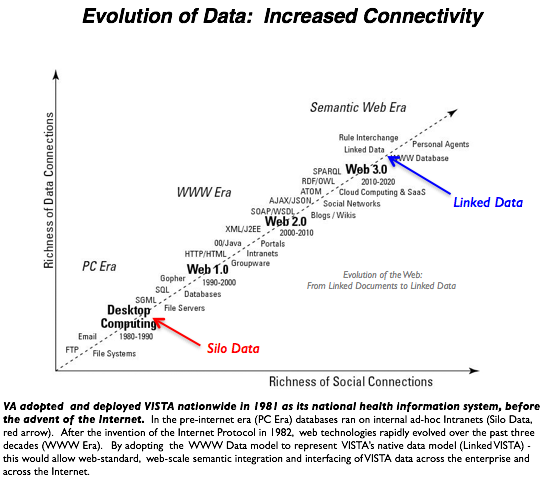 Evolution of Data:  Increased Connectivity
Richness of Data Connections
Semantic Web Era
Rule Interchange
Personal Agents
Linked Data
WWW Database
SPARQL
Web 3.0
RDF/OWL
2010-2020
ATOM
Cloud Computing & SaaS
WWW Era
AJAX/JSON
Social Networks
Linked Data
SOAP/WSDL
Blogs / Wikis
Web 2.0
XML/J2EE
2000-2010
00/Java
Portals
HTTP/HTML
Intranets
Groupware
PC Era
Web 1.0
Gopher
1990-2000
Evolution of the Web:
From Linked Documents to Linked Data
SQL
Databases
SGML
File Servers
Desktop
Computing
1980-1990
Email
Silo Data
FTP
File Systems
Richness of Social Connections
VA adopted  and deployed VISTA nationwide in 1981 as its national health information system, before
the advent of the Internet.  In the pre-internet era (PC Era) databases ran on internal ad-hoc Intranets (Silo Data,
red arrow).  After the invention of the Internet Protocol in 1982,  web technologies rapidly evolved over the past three
decades (WWW Era).   By adopting the  WWW Data model to represent VISTA's native data model (Linked VISTA) -
this would allow web-standard,  web-scale semantic integration and interfacing of VISTA data across the enterprise and
across the Internet.